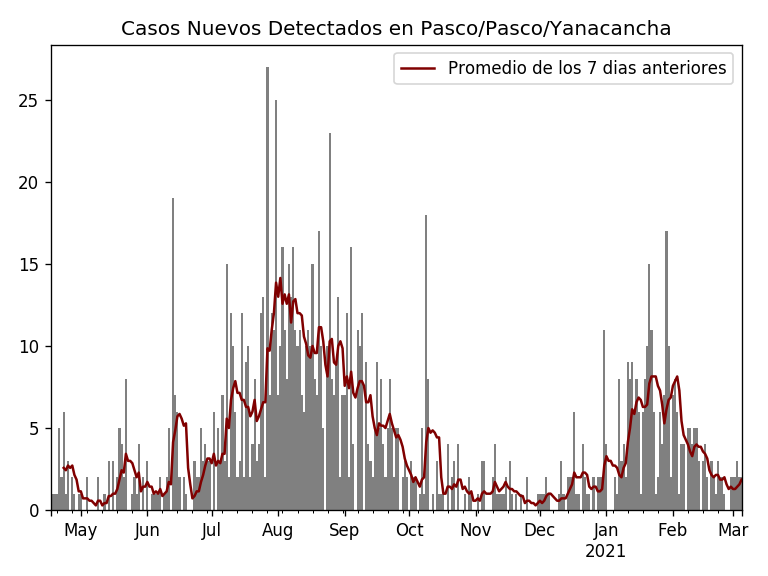 Casos Nuevos Detectados en Pasco/Pasco/Yanacancha
Promedio de los 7 dias anteriores
25
20
15
10
5
0
May Jun Jul Aug Sep Oct Nov Dec Jan Feb Mar
2021